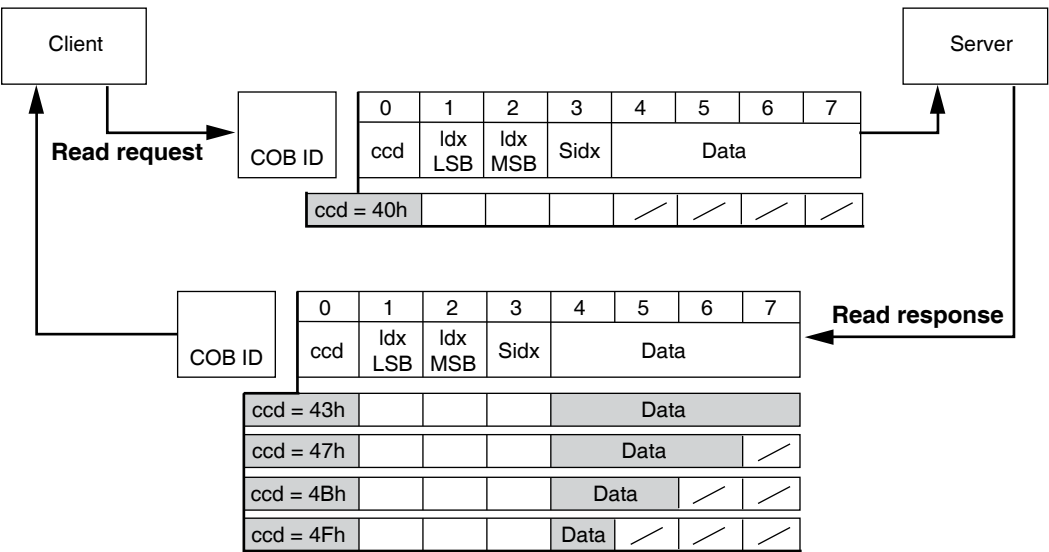 Client
Server
0 1 2 3 4 5 6 7
Read request
COB ID
ccd
Idx LSB
Idx MSB
Sidx
Data
ccd = 40h
0 1 2 3 4 5 6 7
Read response
COB ID
ccd
Idx LSB
Idx MSB
Sidx
Data
ccd = 43h
Data
ccd = 47h
Data
ccd = 4Bh
Data
ccd = 4Fh
Data